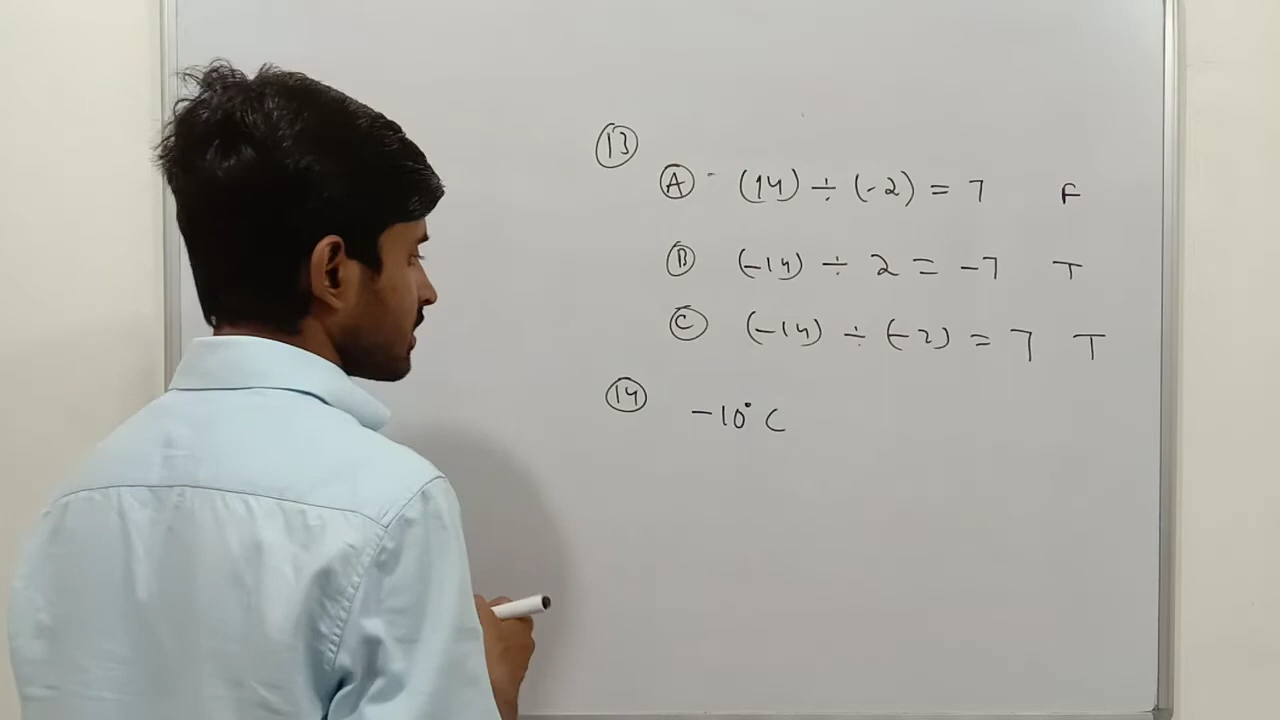 13
A (14) ÷ (-2) = 7 F
B (-14) ÷ 2 = -7 T
C (-14) ÷ (-2) = 7 T
14 -10° C